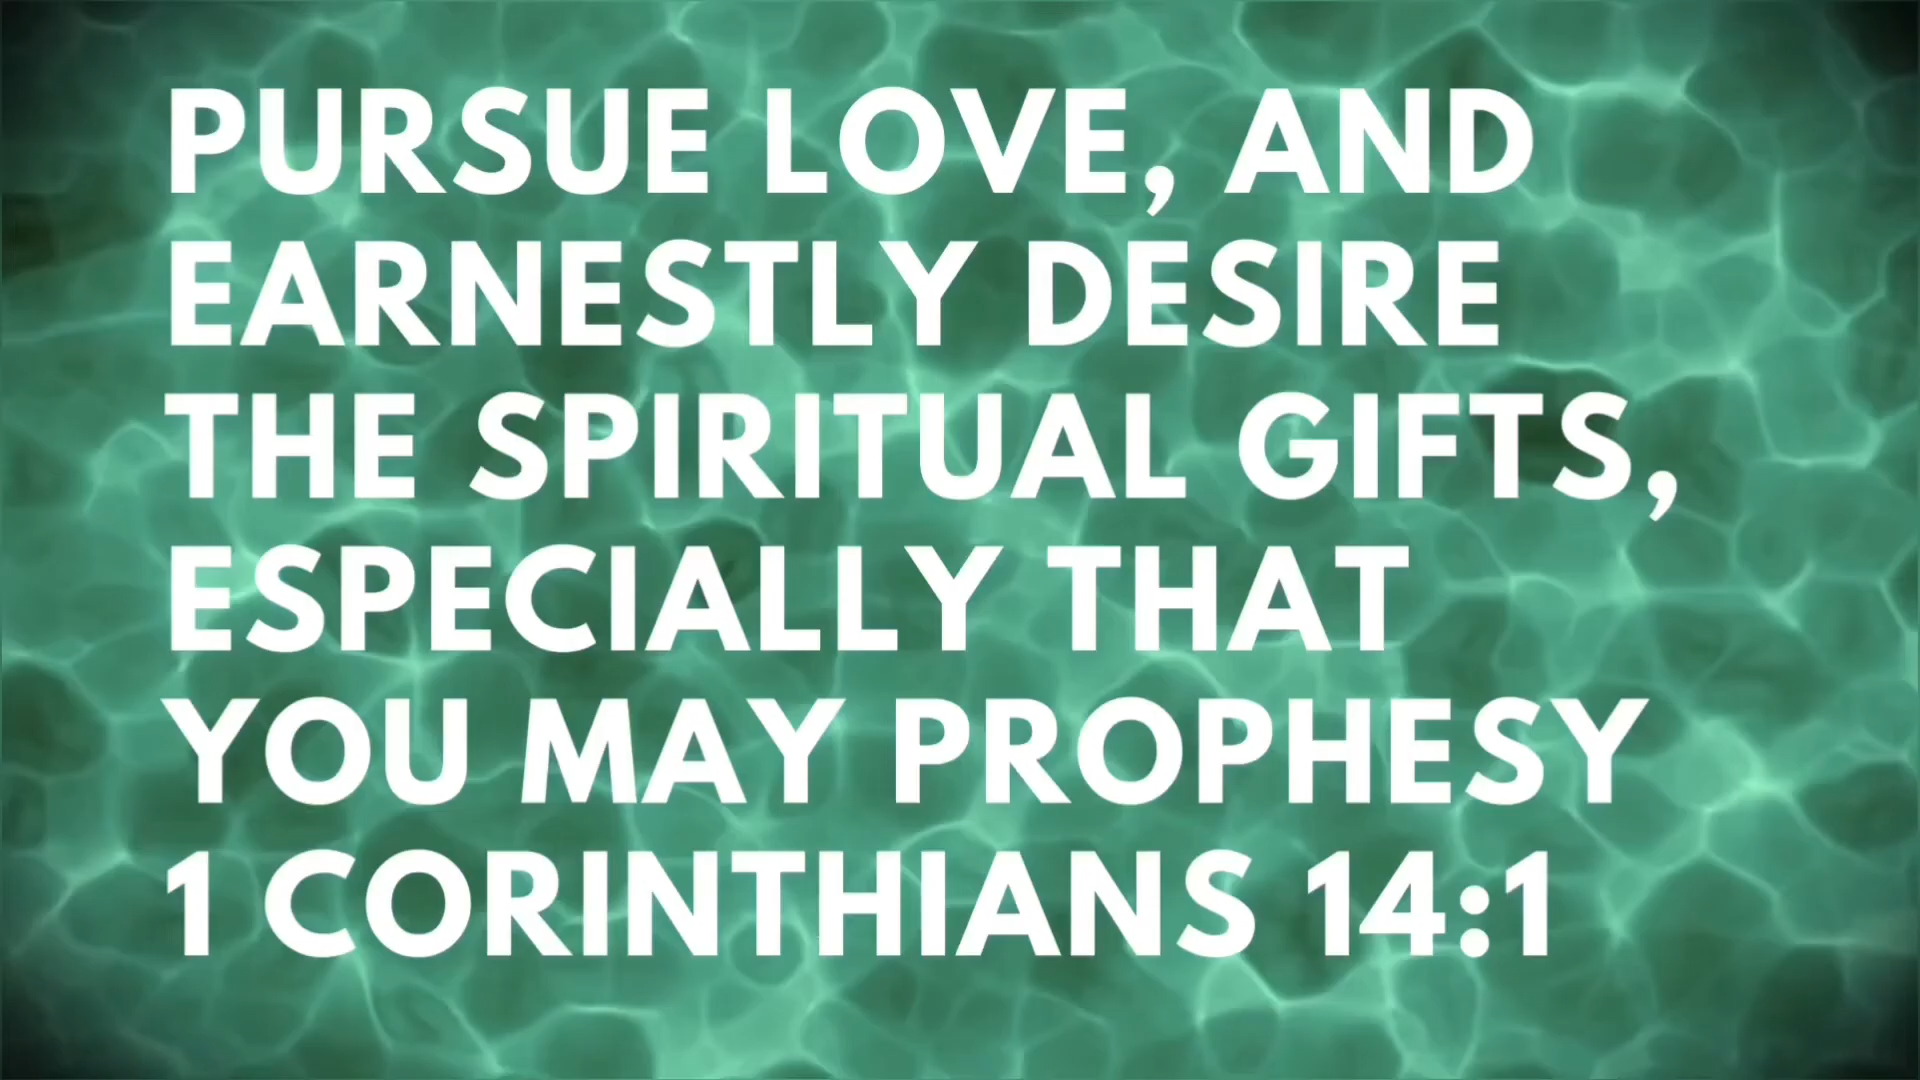 PURSUE LOVE, AND
EARNESTLY DESIRE
THE SPIRITUAL GIFTS,
ESPECIALLY THAT
YOU MAY PROPHESY
1 CORINTHIANS 14:1